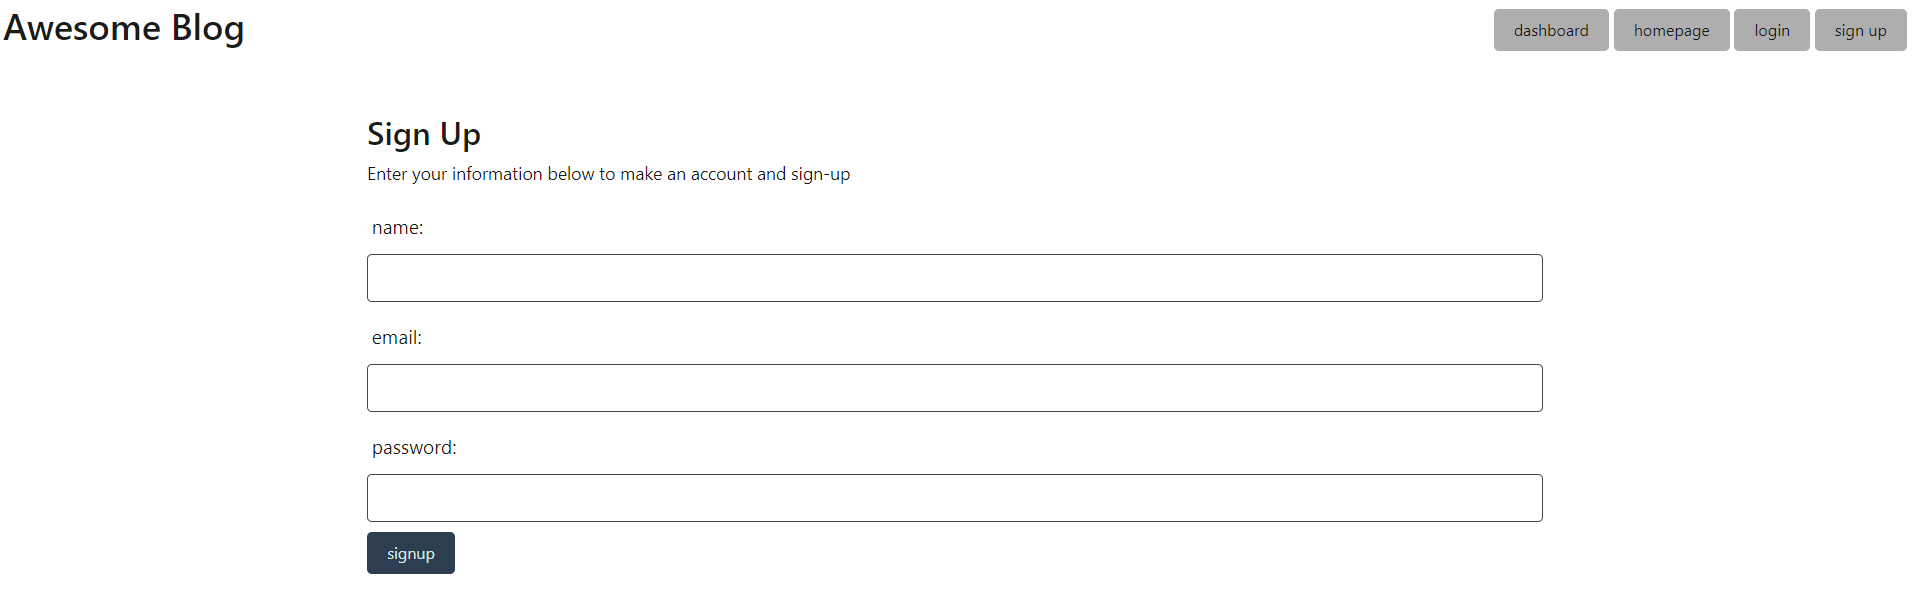 Awesome Blog
dashboard homepage login sign up
Sign Up
Enter your information below to make an account and sign-up
name:
email:
password:
signup